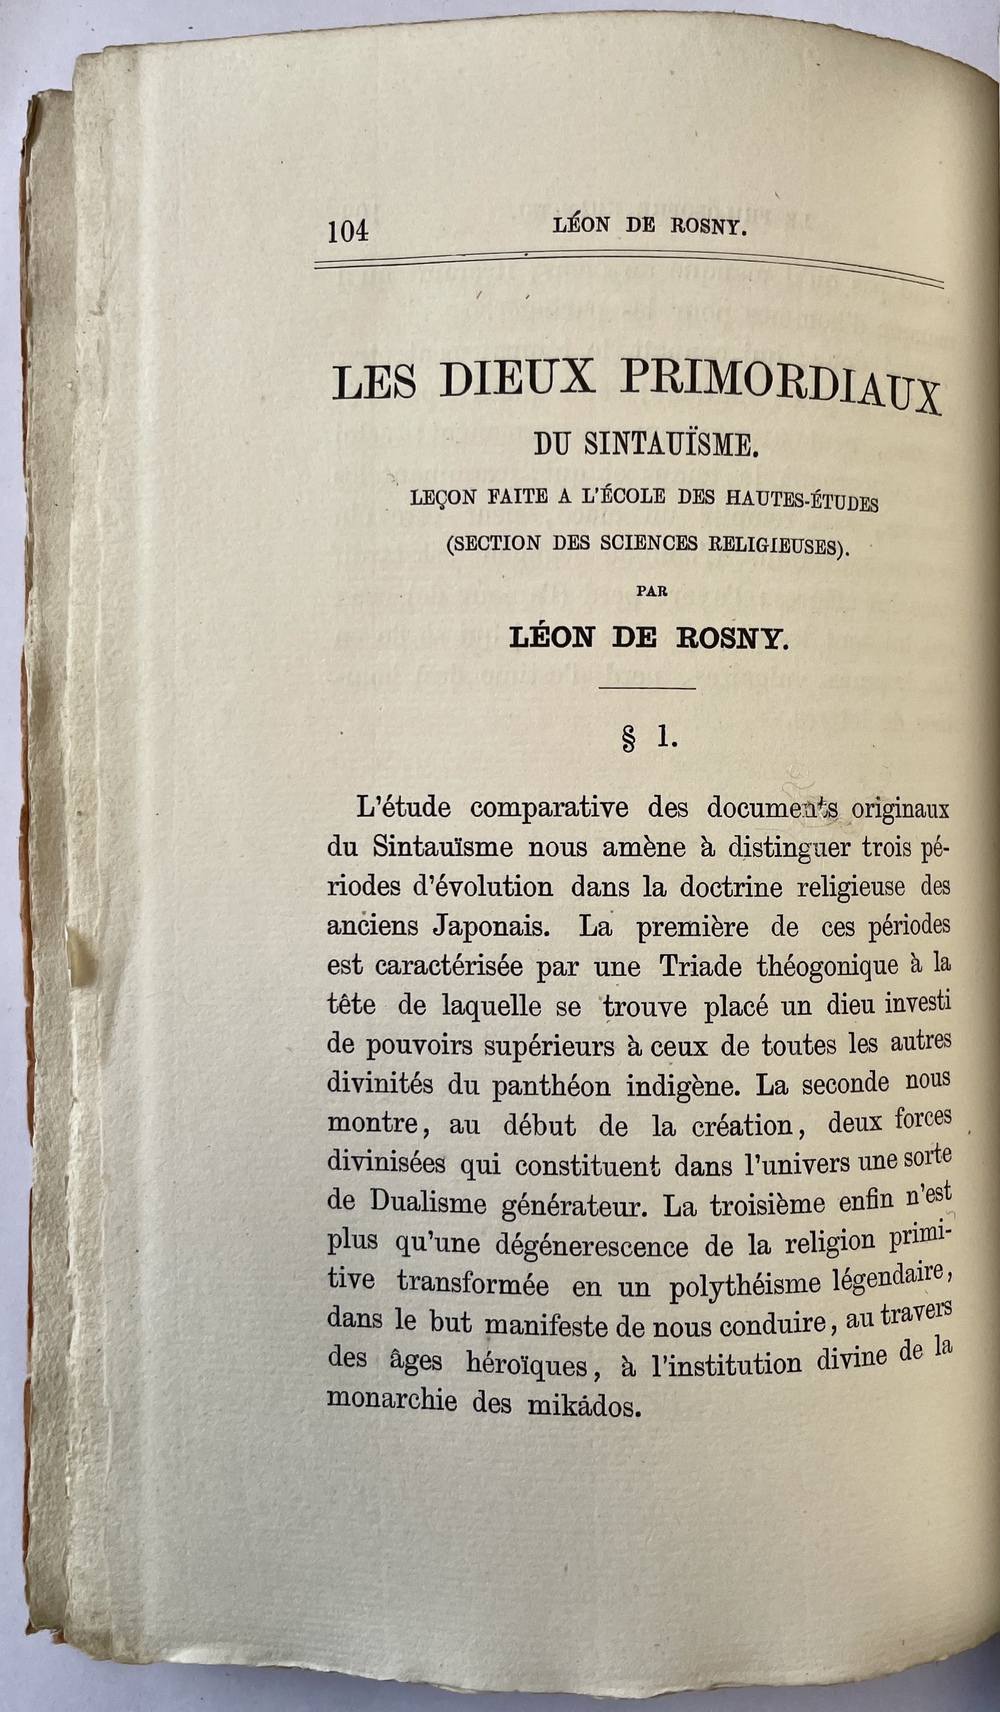 104 LÉON DE ROSNY.
LES DIEUX PRIMORDIAUX
DU SINTAUÏSME.
LEÇON FAITE A L'ÉCOLE DES HAUTES-ÉTUDES
(SECTION DES SCIENCES RELIGIEUSES).
PAR
LÉON DE ROSNY.
§ 1.
L'étude comparative des documents originaux
du Sintauïsme nous amène à distinguer trois pé-
riodes d'évolution dans la doctrine religieuse des
anciens Japonais. La première de ces périodes
est caractérisée par une Triade théogonique à la
tête de laquelle se trouve placé un dieu investi
de pouvoirs supérieurs à ceux de toutes les autres
divinités du panthéon indigène. La seconde nous
montre, au début de la création, deux forces
divinisées qui constituent dans l'univers une sorte
de Dualisme générateur. La troisième enfin n'est
plus qu'une dégénerescence de la religion primi-
tive transformée en un polythéisme légendaire,
dans le but manifeste de nous conduire, au travers
des âges héroïques, à l'institution divine de la
monarchie des mikádos.